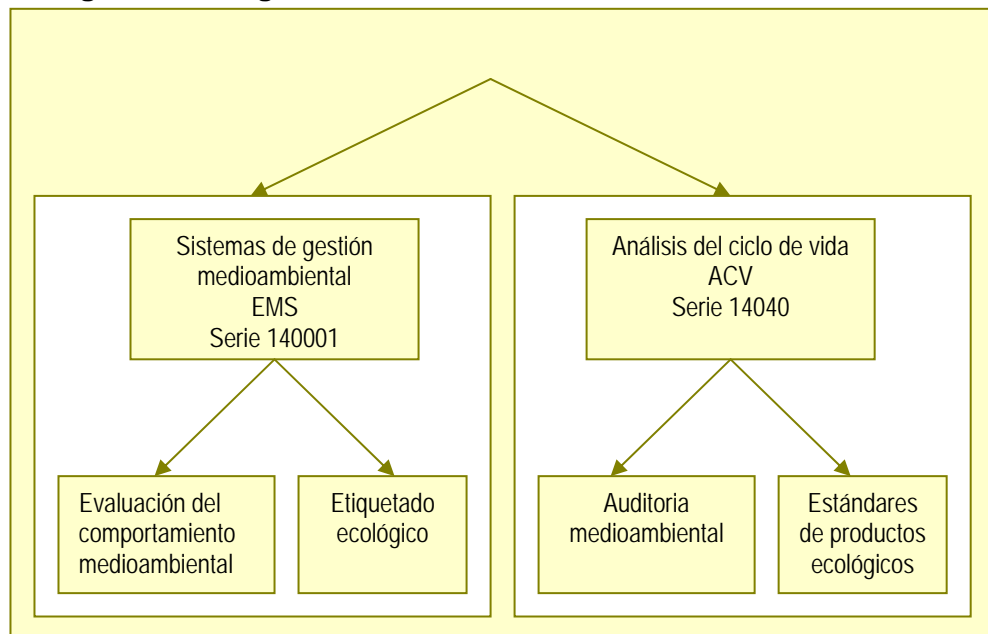 Sistemas de gestión
medioambiental
EMS
Serie 140001
Análisis del ciclo de vida
ACV
Serie 14040
Evaluación del
comportamiento
medioambiental
Etiquetado
ecológico
Auditoria
medioambiental
Estándares
de productos
ecológicos